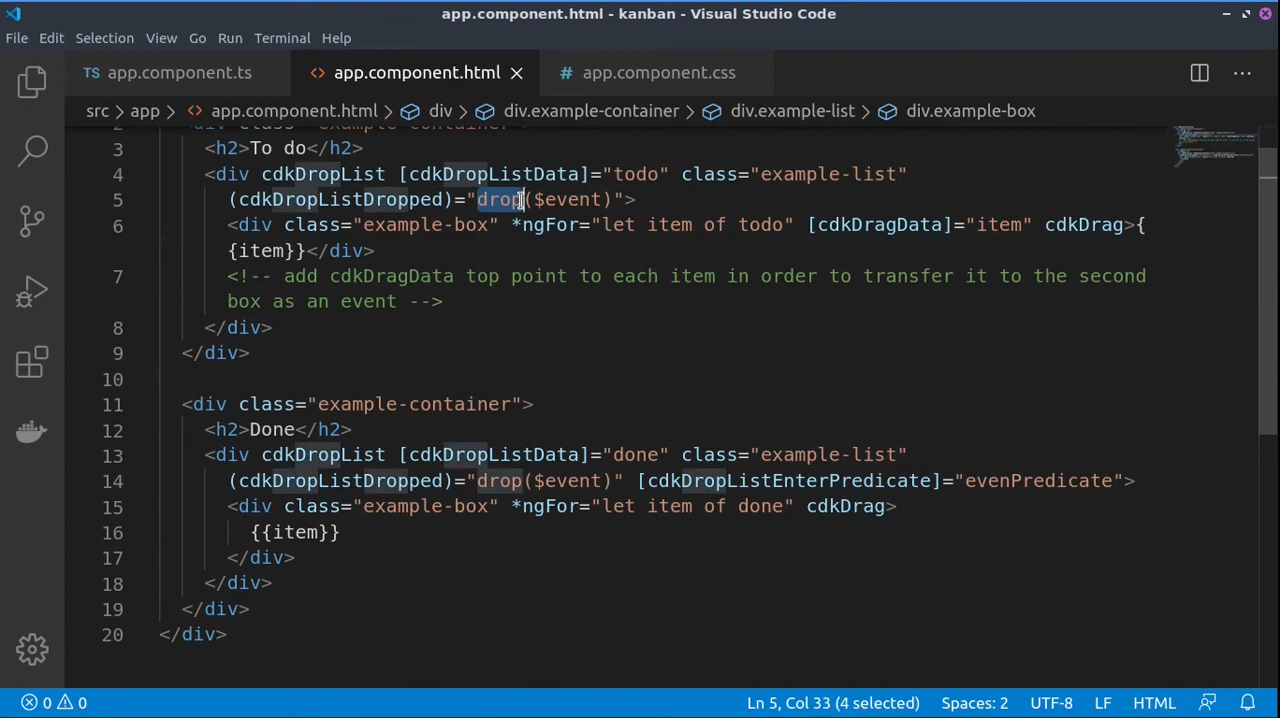 app.component.html - kanban - Visual Studio Code
File Edit Selection View Go Run Terminal Help
TS app.component.ts
<> app.component.html
# app.component.css
src > app > <> app.component.html > div > div.example-container > div.example-list > div.example-box
2 <div class="example-container">
3 <h2>To do</h2>
4 <div cdkDropList [cdkDropListData]="todo" class="example-list"
5 (cdkDropListDropped)="drop($event)">
6 <div class="example-box" *ngFor="let item of todo" [cdkDragData]="item" cdkDrag>{
{item}}</div>
7 <!-- add cdkDragData top point to each item in order to transfer it to the second
box as an event -->
8 </div>
9 </div>
10
11 <div class="example-container">
12 <h2>Done</h2>
13 <div cdkDropList [cdkDropListData]="done" class="example-list"
14 (cdkDropListDropped)="drop($event)" [cdkDropListEnterPredicate]="evenPredicate">
15 <div class="example-box" *ngFor="let item of done" cdkDrag>
16 {{item}}
17 </div>
18 </div>
19 </div>
20 </div>
0 0 Ln 5, Col 33 (4 selected) Spaces: 2 UTF-8 LF HTML